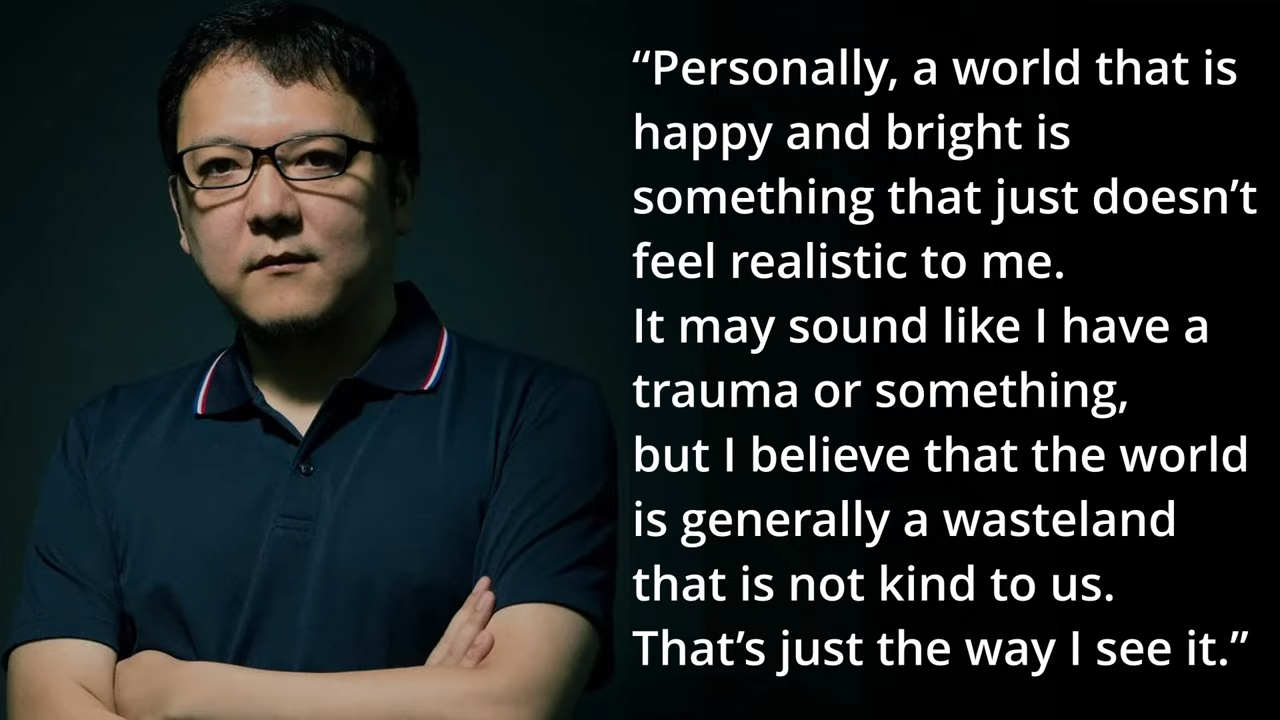 “Personally, a world that is
happy and bright is
something that just doesn’t
feel realistic to me.
It may sound like I have a
trauma or something,
but I believe that the world
is generally a wasteland
that is not kind to us.
That’s just the way I see it.”